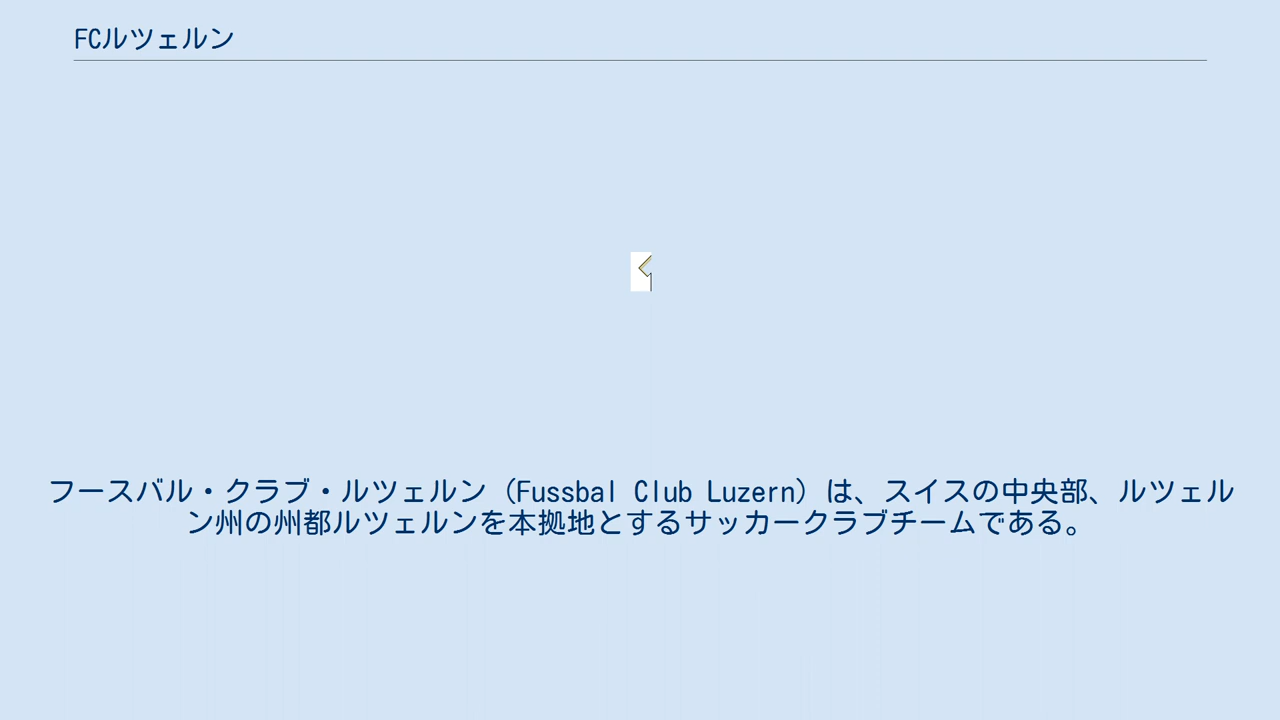 FCルツェルン
フースバル・クラブ・ルツェルン（Fussbal Club Luzern）は、スイスの中央部、ルツェル
ン州の州都ルツェルンを本拠地とするサッカークラブチームである。